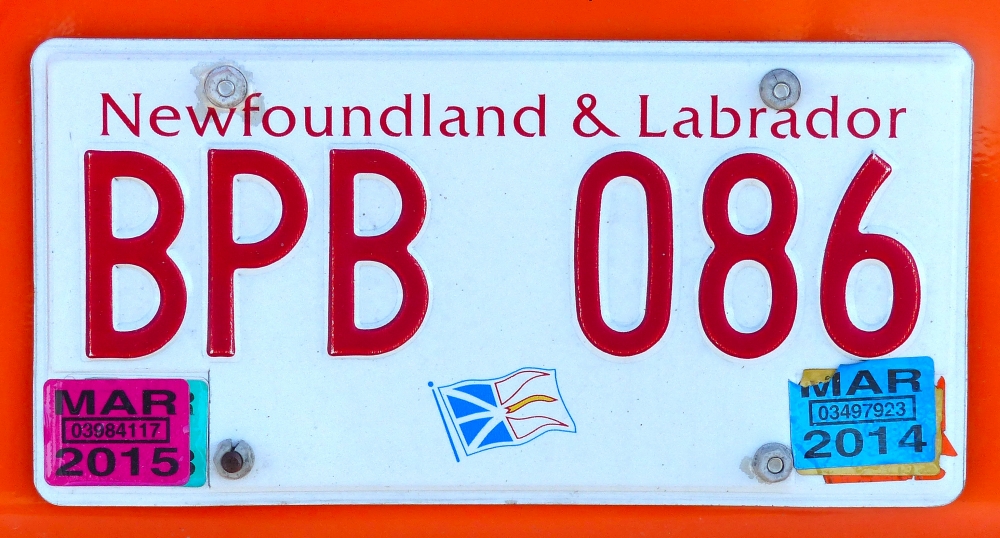 Newfoundland & Labrador
BPB 086
MAR
03984117
2015
MAR
03497923
2014